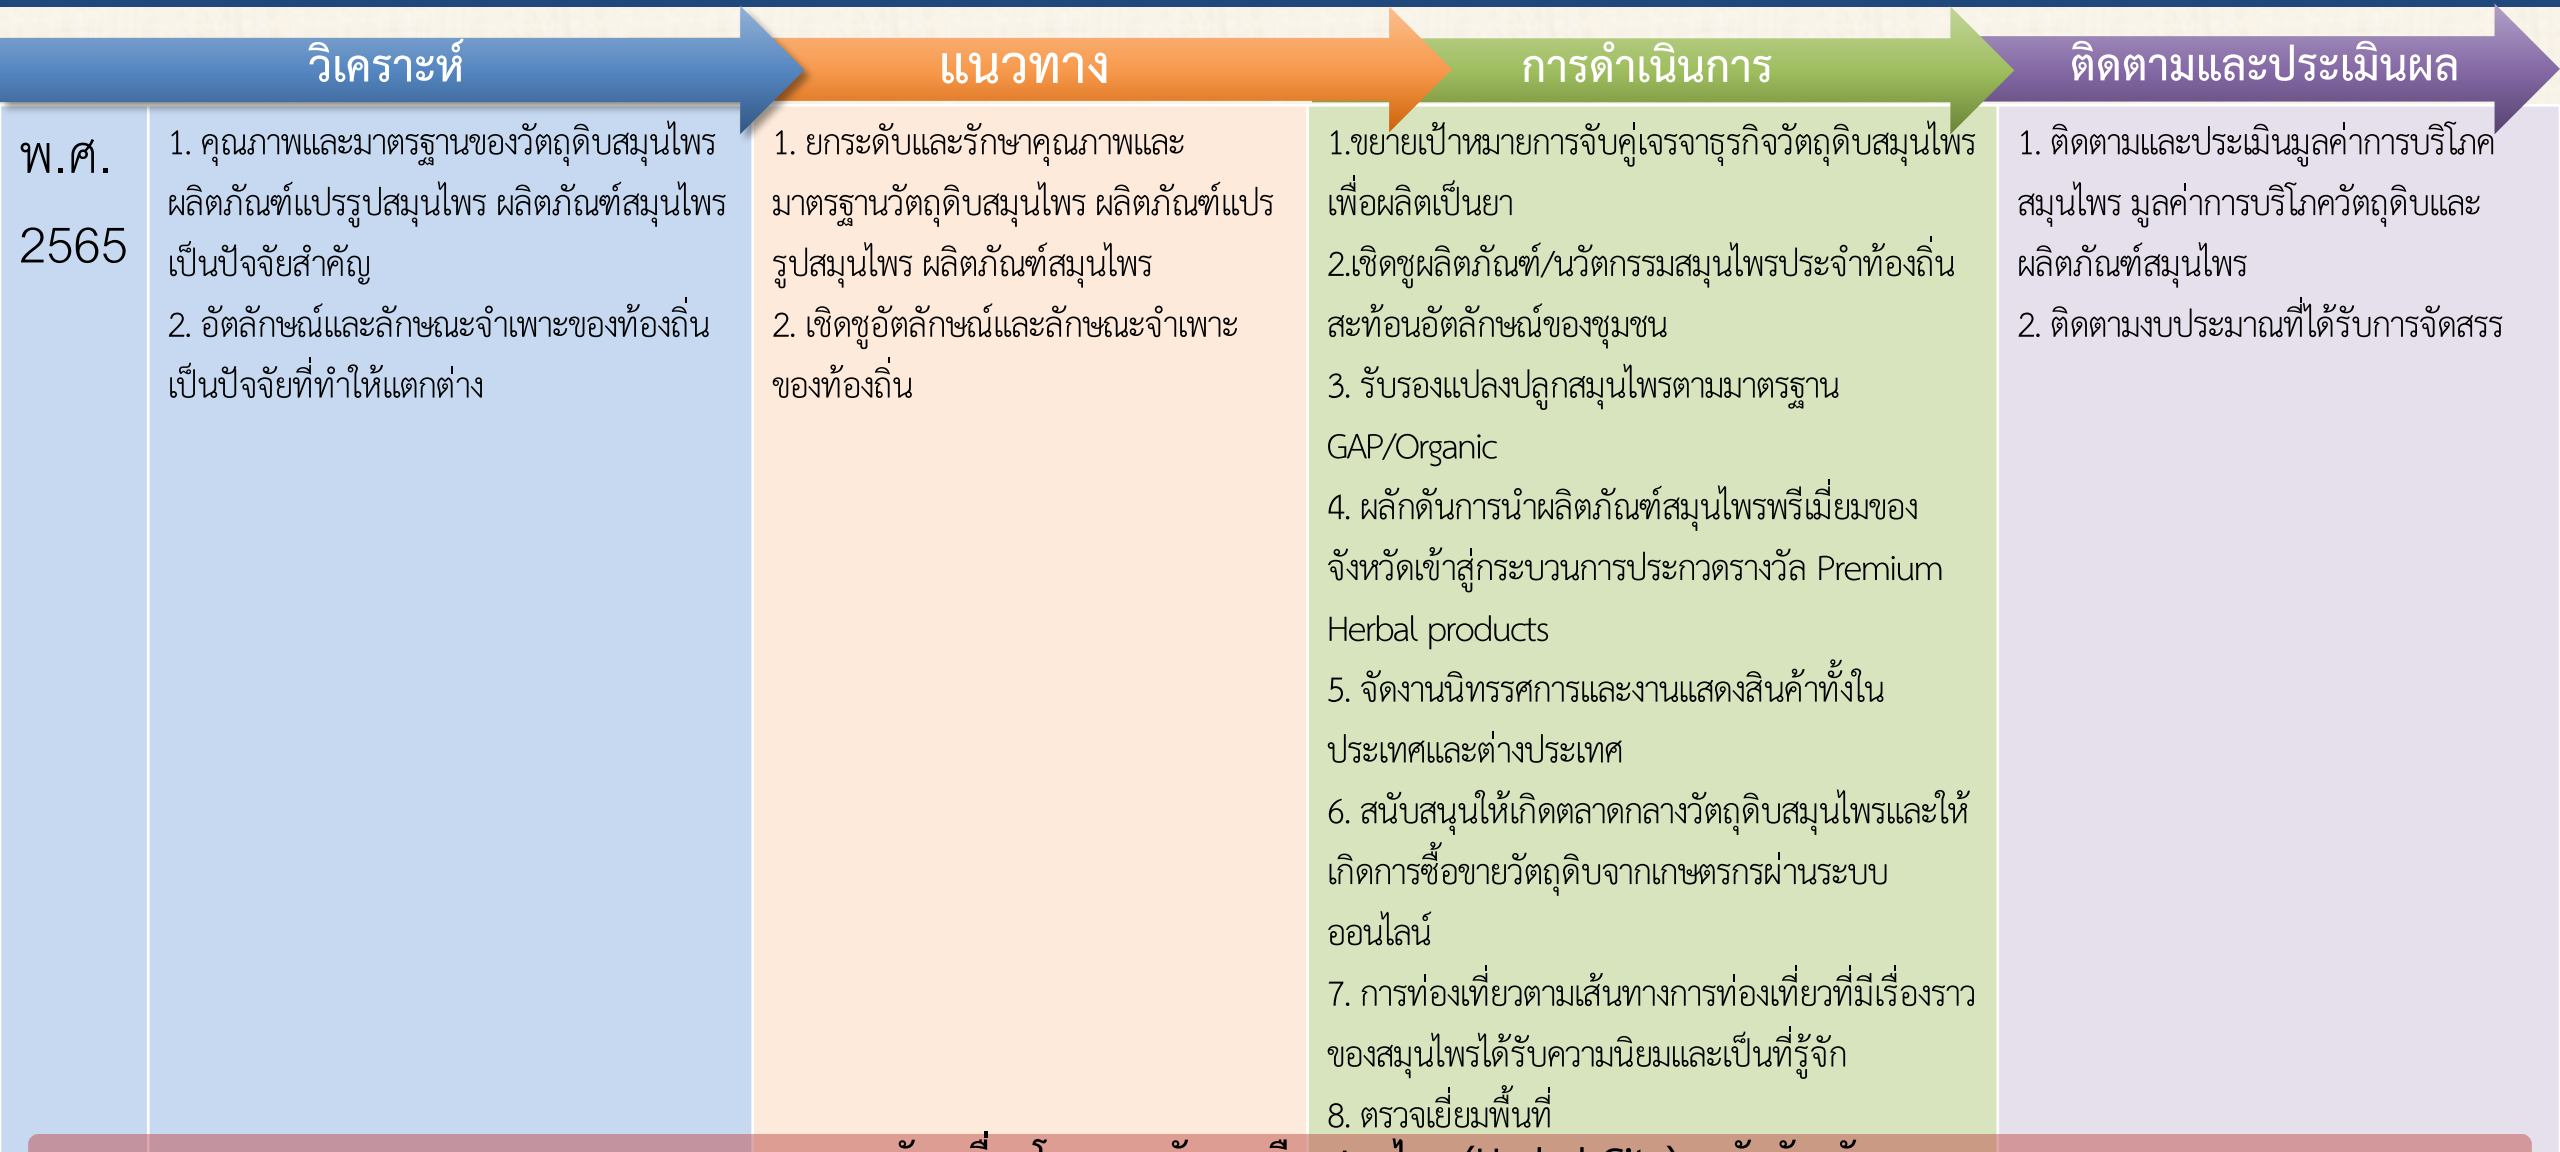 วิเคราะห์
แนวทาง
การดำเนินการ
ติดตามและประเมินผล
พ.ศ.
2565
1. คุณภาพและมาตรฐานของวัตถุดิบสมุนไพร
ผลิตภัณฑ์แปรรูปสมุนไพร ผลิตภัณฑ์สมุนไพร
เป็นปัจจัยสำคัญ
2. อัตลักษณ์และลักษณะจำเพาะของท้องถิ่น
เป็นปัจจัยที่ทำให้แตกต่าง
1. ยกระดับและรักษาคุณภาพและ
มาตรฐานวัตถุดิบสมุนไพร ผลิตภัณฑ์แปร
รูปสมุนไพร ผลิตภัณฑ์สมุนไพร
2. เชิดชูอัตลักษณ์และลักษณะจำเพาะ
ของท้องถิ่น
1.ขยายเป้าหมายการจับคู่เจรจาธุรกิจวัตถุดิบสมุนไพร
เพื่อผลิตเป็นยา
2.เชิดชูผลิตภัณฑ์/นวัตกรรมสมุนไพรประจำท้องถิ่น
สะท้อนอัตลักษณ์ของชุมชน
3. รับรองแปลงปลูกสมุนไพรตามมาตรฐาน
GAP/Organic
4. ผลักดันการนำผลิตภัณฑ์สมุนไพรพรีเมี่ยมของ
จังหวัดเข้าสู่กระบวนการประกวดรางวัล Premium
Herbal products
5. จัดงานนิทรรศการและงานแสดงสินค้าทั้งใน
ประเทศและต่างประเทศ
6. สนับสนุนให้เกิดตลาดกลางวัตถุดิบสมุนไพรและให้
เกิดการซื้อขายวัตถุดิบจากเกษตรกรผ่านระบบ
ออนไลน์
7. การท่องเที่ยวตามเส้นทางการท่องเที่ยวที่มีเรื่องราว
ของสมุนไพรได้รับความนิยมและเป็นที่รู้จัก
8. ตรวจเยี่ยมพื้นที่
1. ติดตามและประเมินมูลค่าการบริโภค
สมุนไพร มูลค่าการบริโภควัตถุดิบและ
ผลิตภัณฑ์สมุนไพร
2. ติดตามงบประมาณที่ได้รับการจัดสรร